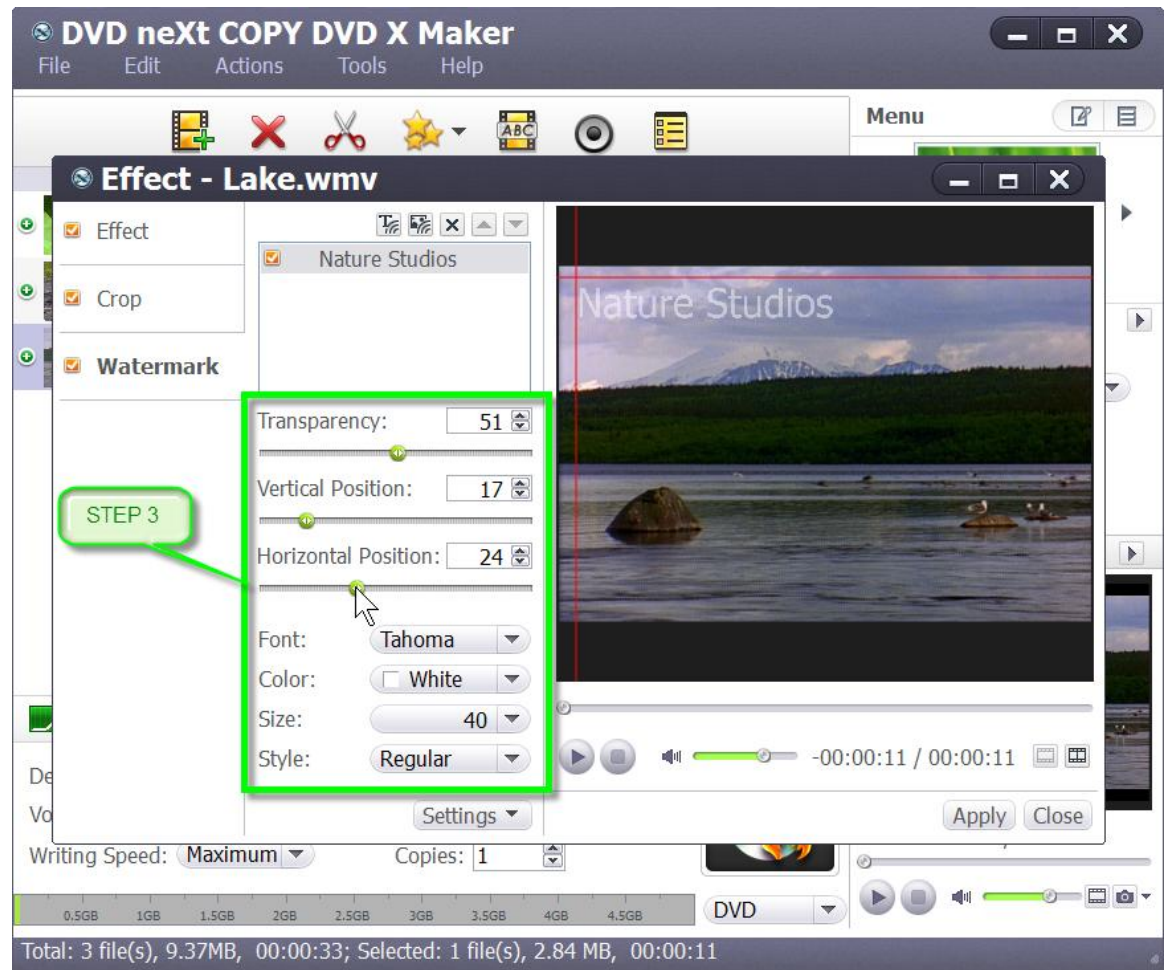 DVD neXt COPY DVD X Maker
File Edit Actions Tools Help
ABC
Menu
Effect - Lake.wmv
Effect
Crop
Watermark
Nature Studios
Nature Studios
Transparency: 51
Vertical Position: 17
STEP 3
Horizontal Position: 24
Font: Tahoma
Color: White
Size: 40
Style: Regular
-00:00:11 / 00:00:11
De
Vo
Settings
Apply Close
Writing Speed: Maximum Copies: 1
0.5GB 1GB 1.5GB 2GB 2.5GB 3GB 3.5GB 4GB 4.5GB
DVD
Total: 3 file(s), 9.37MB, 00:00:33; Selected: 1 file(s), 2.84 MB, 00:00:11